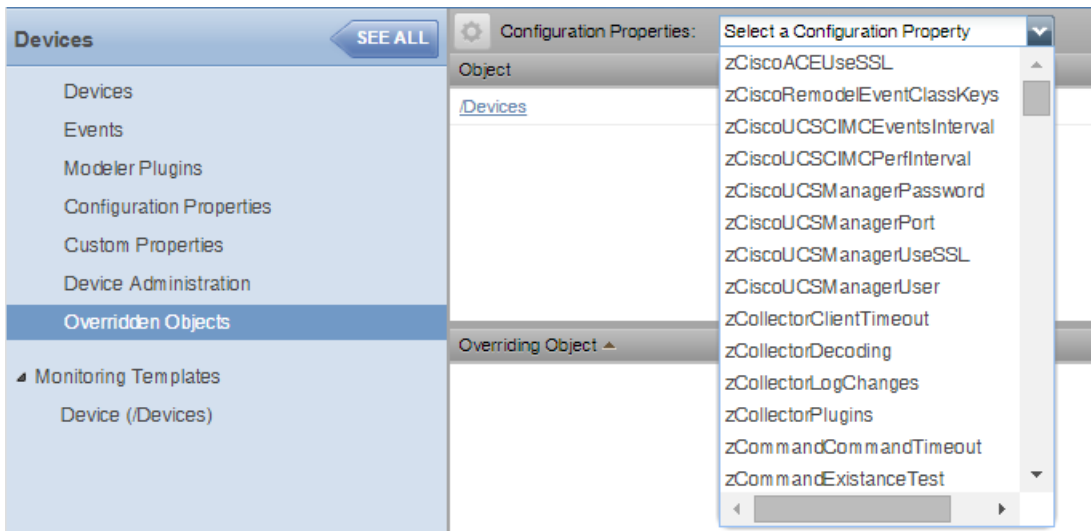 Devices
SEE ALL
Devices
Events
Modeler Plugins
Configuration Properties
Custom Properties
Device Administration
Overridden Objects
Monitoring Templates
Device (/Devices)
Configuration Properties:
Select a Configuration Property
Object
/Devices
Overriding Object
zCiscoACEUseSSL
zCiscoRemodelEventClassKeys
zCiscoUCSCIMCEventsInterval
zCiscoUCSCIMCPerfInterval
zCiscoUCSManagerPassword
zCiscoUCSManagerPort
zCiscoUCSManagerUseSSL
zCiscoUCSManagerUser
zCollectorClientTimeout
zCollectorDecoding
zCollectorLogChanges
zCollectorPlugins
zCommandCommandTimeout
zCommandExistanceTest